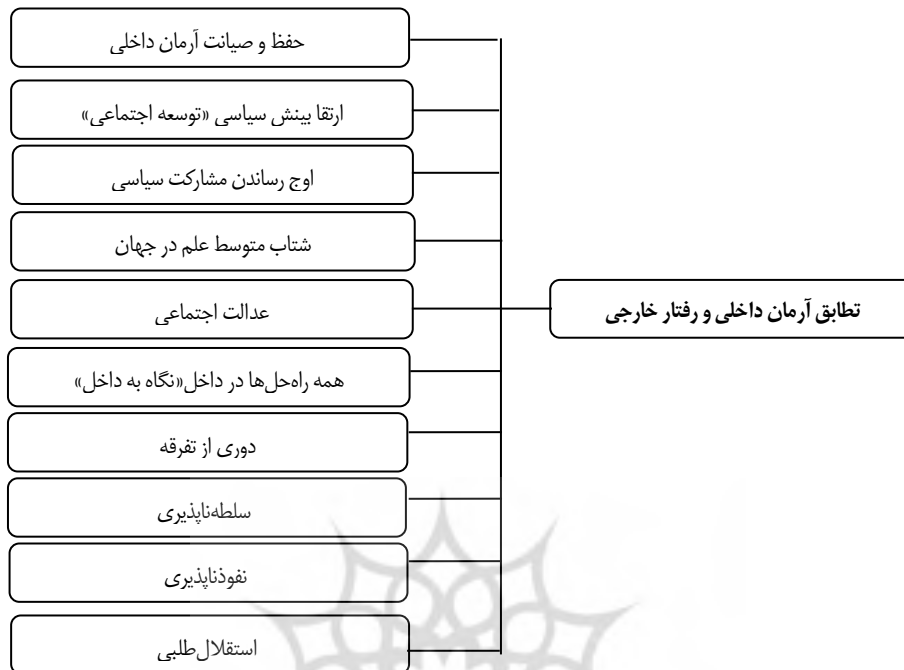 تطابق آرمان داخلی و رفتار خارجی
حفظ و صیانت آرمان داخلی
ارتقا بینش سیاسی «توسعه اجتماعی»
اوج رساندن مشارکت سیاسی
شتاب متوسط علم در جهان
عدالت اجتماعی
همه راه‌حل‌ها در داخل«نگاه به داخل»
دوری از تفرقه
سلطه‌ناپذیری
نفوذناپذیری
استقلال‌طلبی